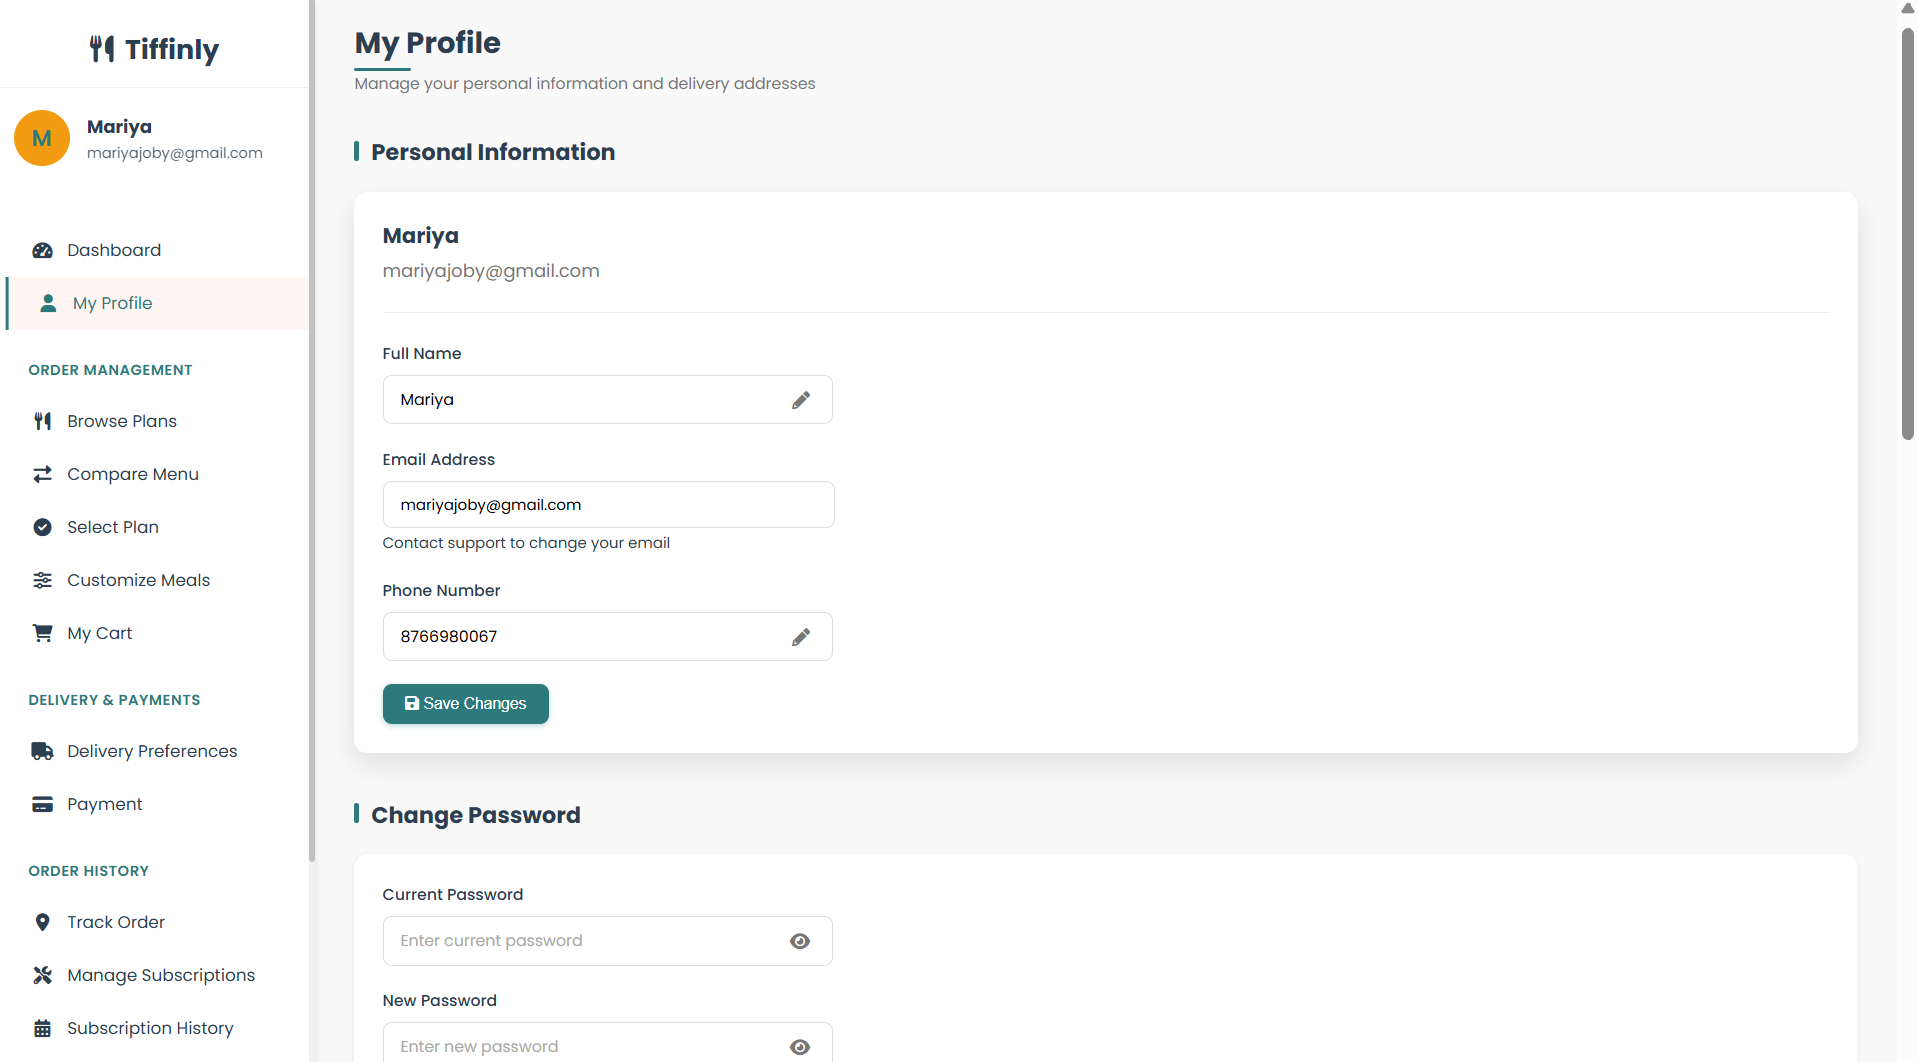 Tiffinly
M
Mariya
mariyajoby@gmail.com
Dashboard
My Profile
ORDER MANAGEMENT
Browse Plans
Compare Menu
Select Plan
Customize Meals
My Cart
DELIVERY & PAYMENTS
Delivery Preferences
Payment
ORDER HISTORY
Track Order
Manage Subscriptions
Subscription History
My Profile
Manage your personal information and delivery addresses
Personal Information
Mariya
mariyajoby@gmail.com
Full Name
Mariya
Email Address
mariyajoby@gmail.com
Contact support to change your email
Phone Number
8766980067
Save Changes
Change Password
Current Password
Enter current password
New Password
Enter new password